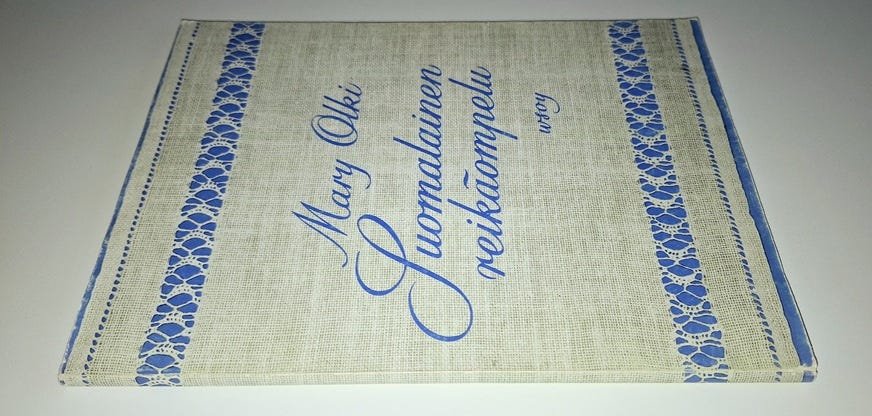 Mary Olki
Suomalainen
reikäompelu
wsoy